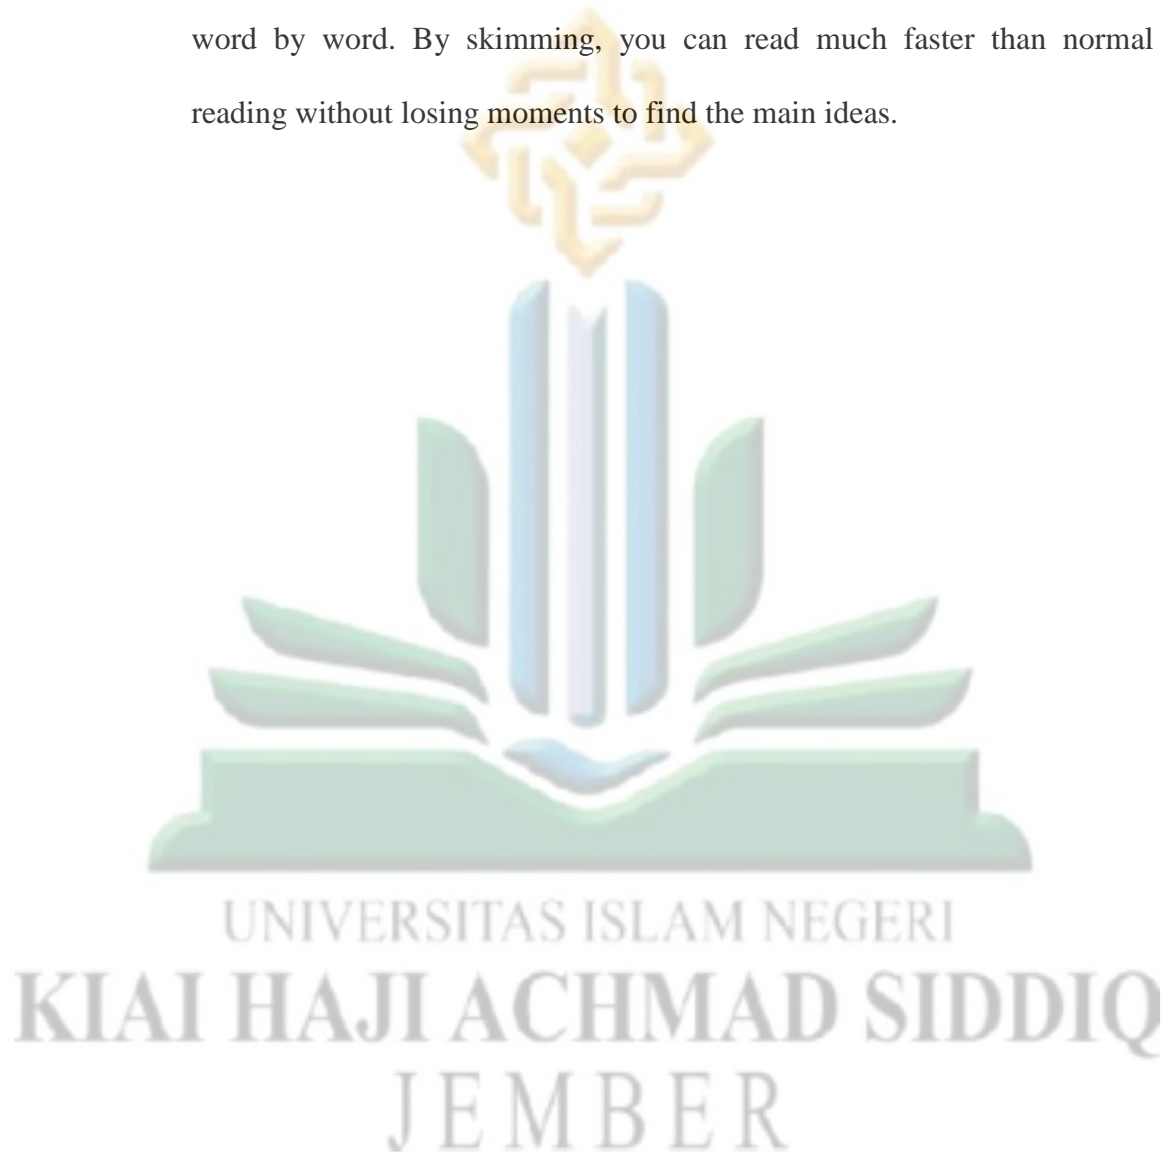 word by word. By skimming, you can read much faster than normal
reading without losing moments to find the main ideas.
UNIVERSITAS ISLAM NEGERI
KIAI HAJI ACHMAD SIDDIQ
JEMBER